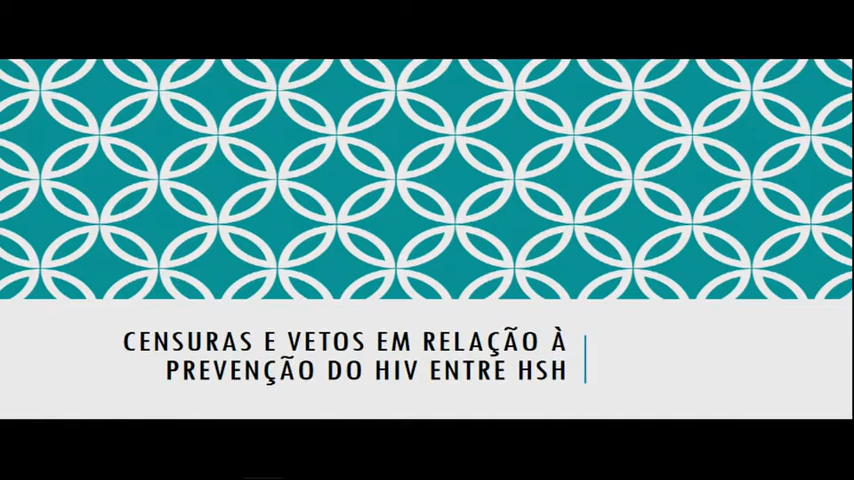 CENSURAS E VETOS EM RELAÇÃO À
PREVENÇÃO DO HIV ENTRE HSH